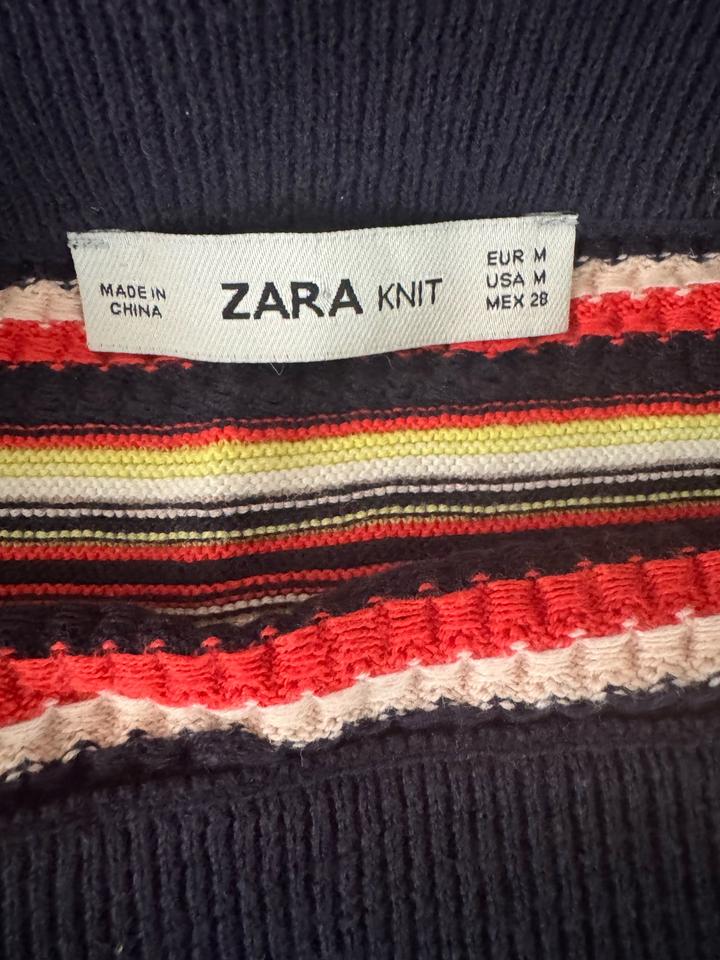 MADE IN
CHINA
ZARA KNIT
EUR M
USA M
MEX 28